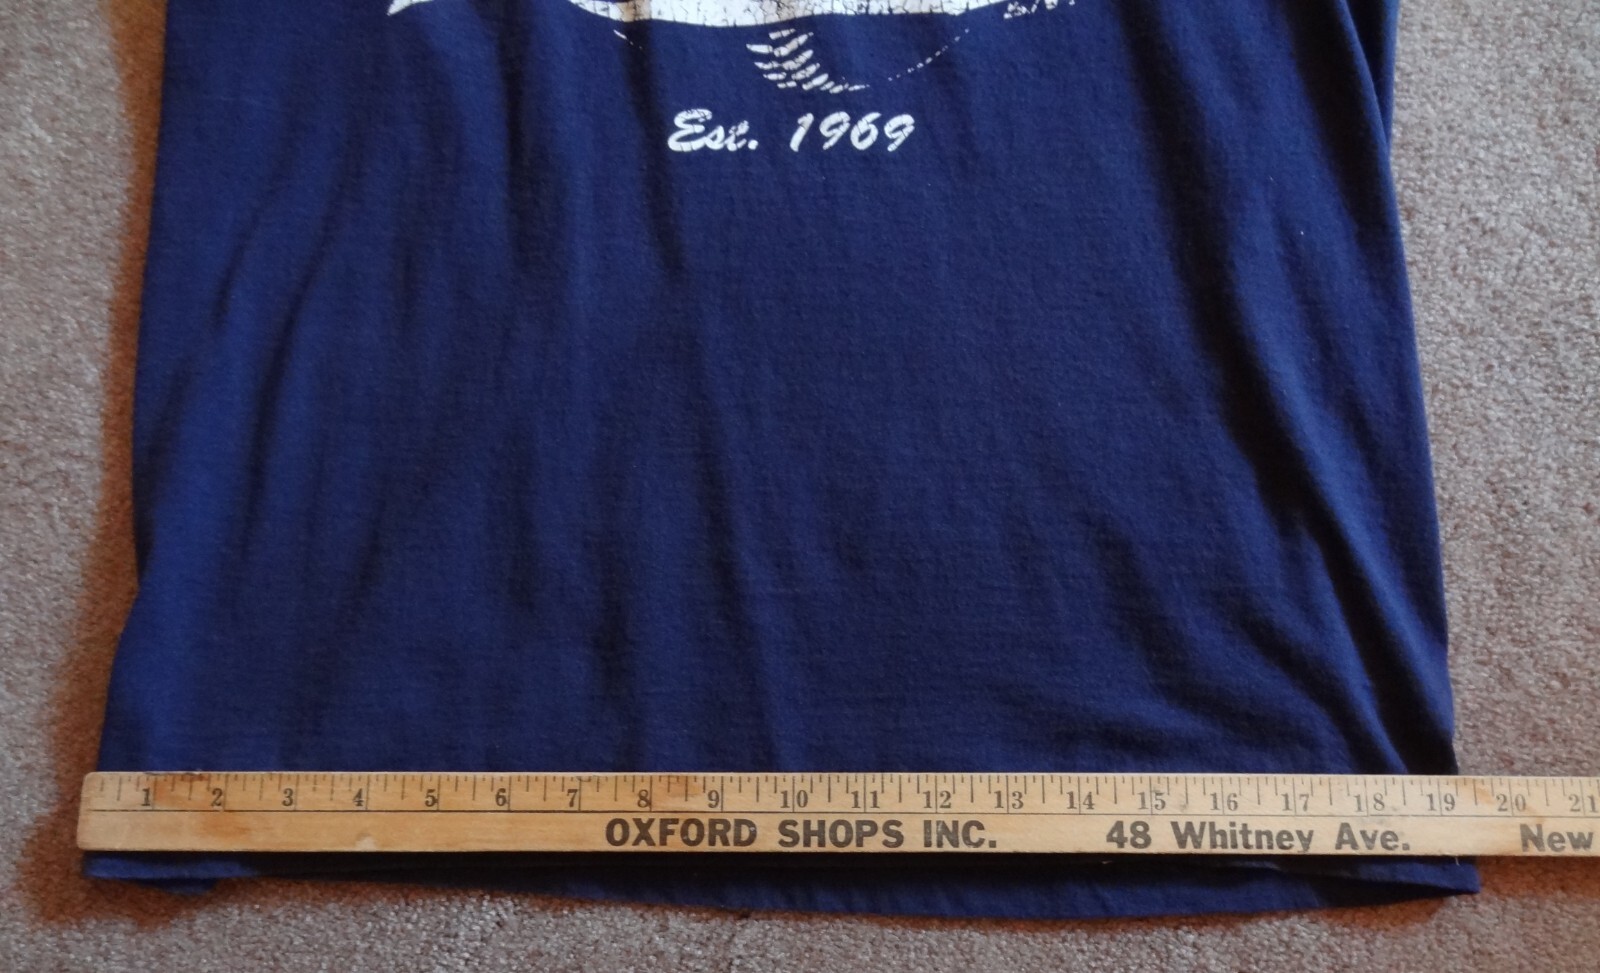 Est. 1969
1 2 3 4 5 6 7 8 9 10 11 12 13 14 15 16 17 18 19 20 21
OXFORD SHOPS INC. 48 Whitney Ave. New